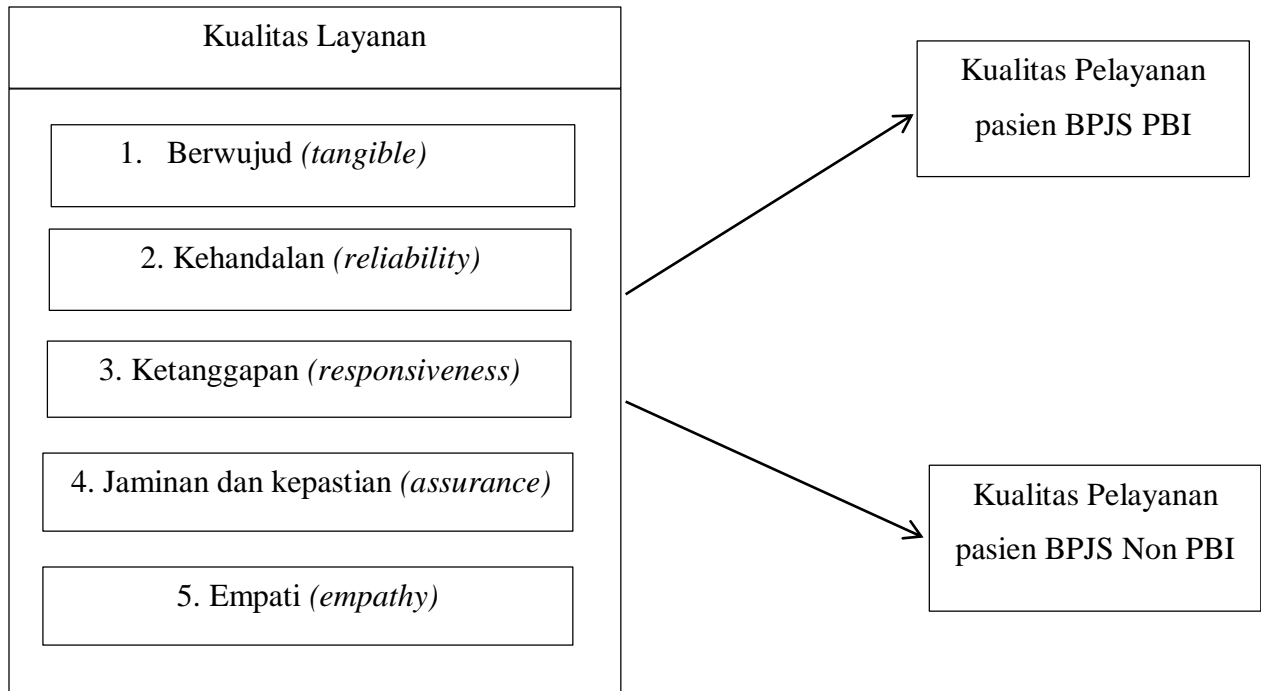 Kualitas Layanan
1. Berwujud (tangible)
2. Kehandalan (reliability)
3. Ketanggapan (responsiveness)
4. Jaminan dan kepastian (assurance)
5. Empati (empathy)
Kualitas Pelayanan
pasien BPJS PBI
Kualitas Pelayanan
pasien BPJS Non PBI